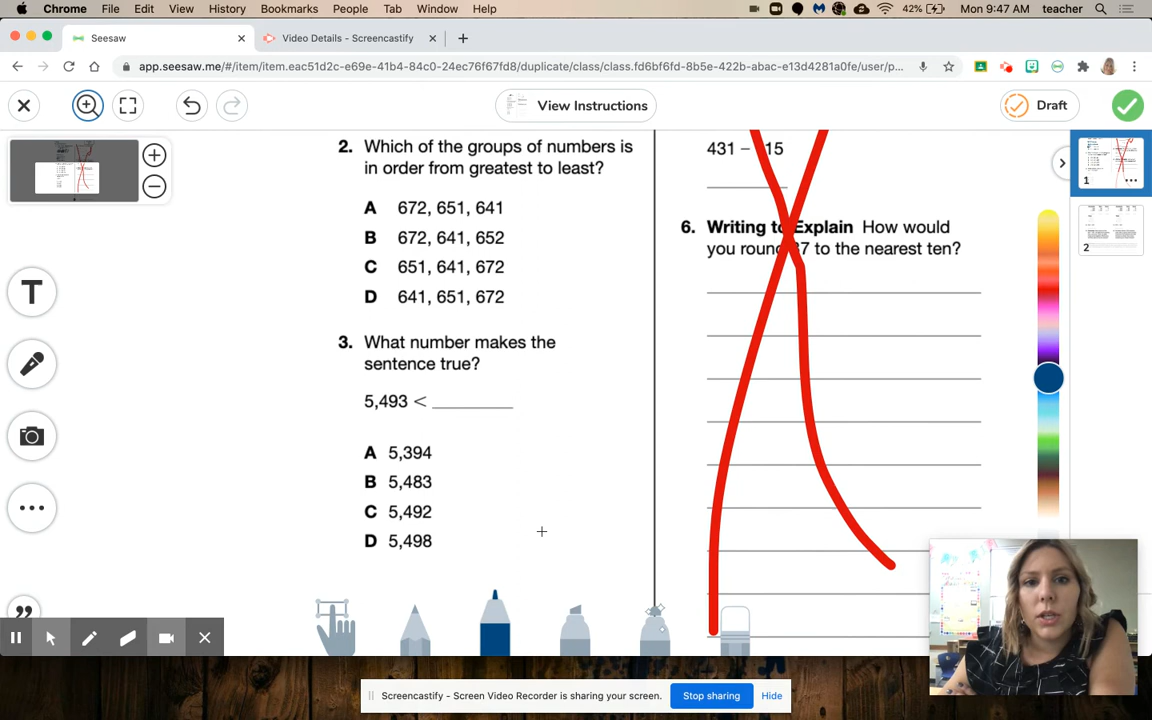 Chrome File Edit View History Bookmarks People Tab Window Help 42% Mon 9:47 AM teacher
Seesaw
Video Details - Screencastify
app.seesaw.me/#/item/item.eac51d2c-e69e-41b4-84c0-24ec76f67fd8/duplicate/class/class.fd6bf6fd-8b5e-422b-abac-e13d4281a0fe/user/p...
View Instructions
Draft
2. Which of the groups of numbers is
in order from greatest to least?
A 672, 651, 641
B 672, 641, 652
C 651, 641, 672
D 641, 651, 672
3. What number makes the
sentence true?
5,493 < ________
A 5,394
B 5,483
C 5,492
D 5,498
431 – 15
6. Writing to Explain How would
you round 7 to the nearest ten?
T
1
2
Screencastify - Screen Video Recorder is sharing your screen.
Stop sharing
Hide